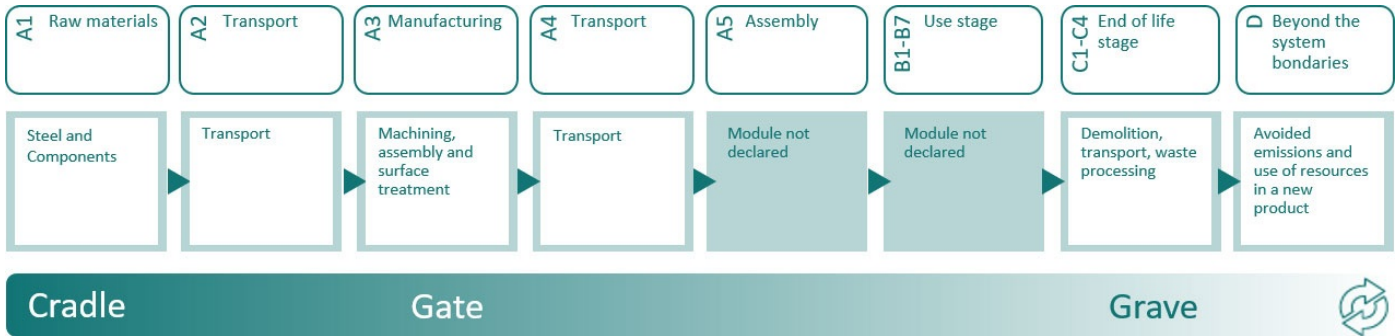 A1 Raw materials
A2 Transport
A3 Manufacturing
A4 Transport
A5 Assembly
B1-B7 Use stage
C1-C4 End of life
stage
D Beyond the
system
bondaries
Steel and
Components
Transport
Machining,
assembly and
surface
treatment
Transport
Module not
declared
Module not
declared
Demolition,
transport, waste
processing
Avoided
emissions and
use of resources
in a new
product
Cradle
Gate
Grave